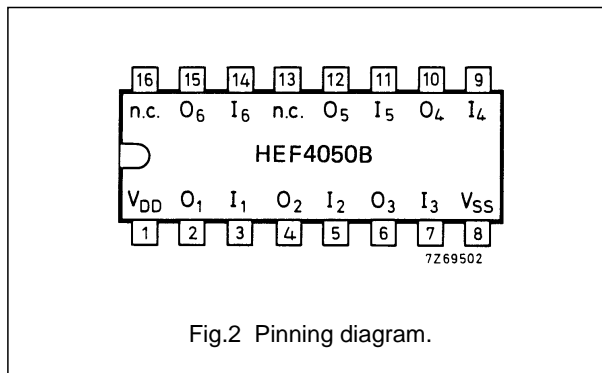 16 15 14 13 12 11 10 9
n.c. O6 I6 n.c. O5 I5 O4 I4
HEF4050B
VDD O1 I1 O2 I2 O3 I3 VSS
1 2 3 4 5 6 7 8
7Z69502
Fig.2 Pinning diagram.